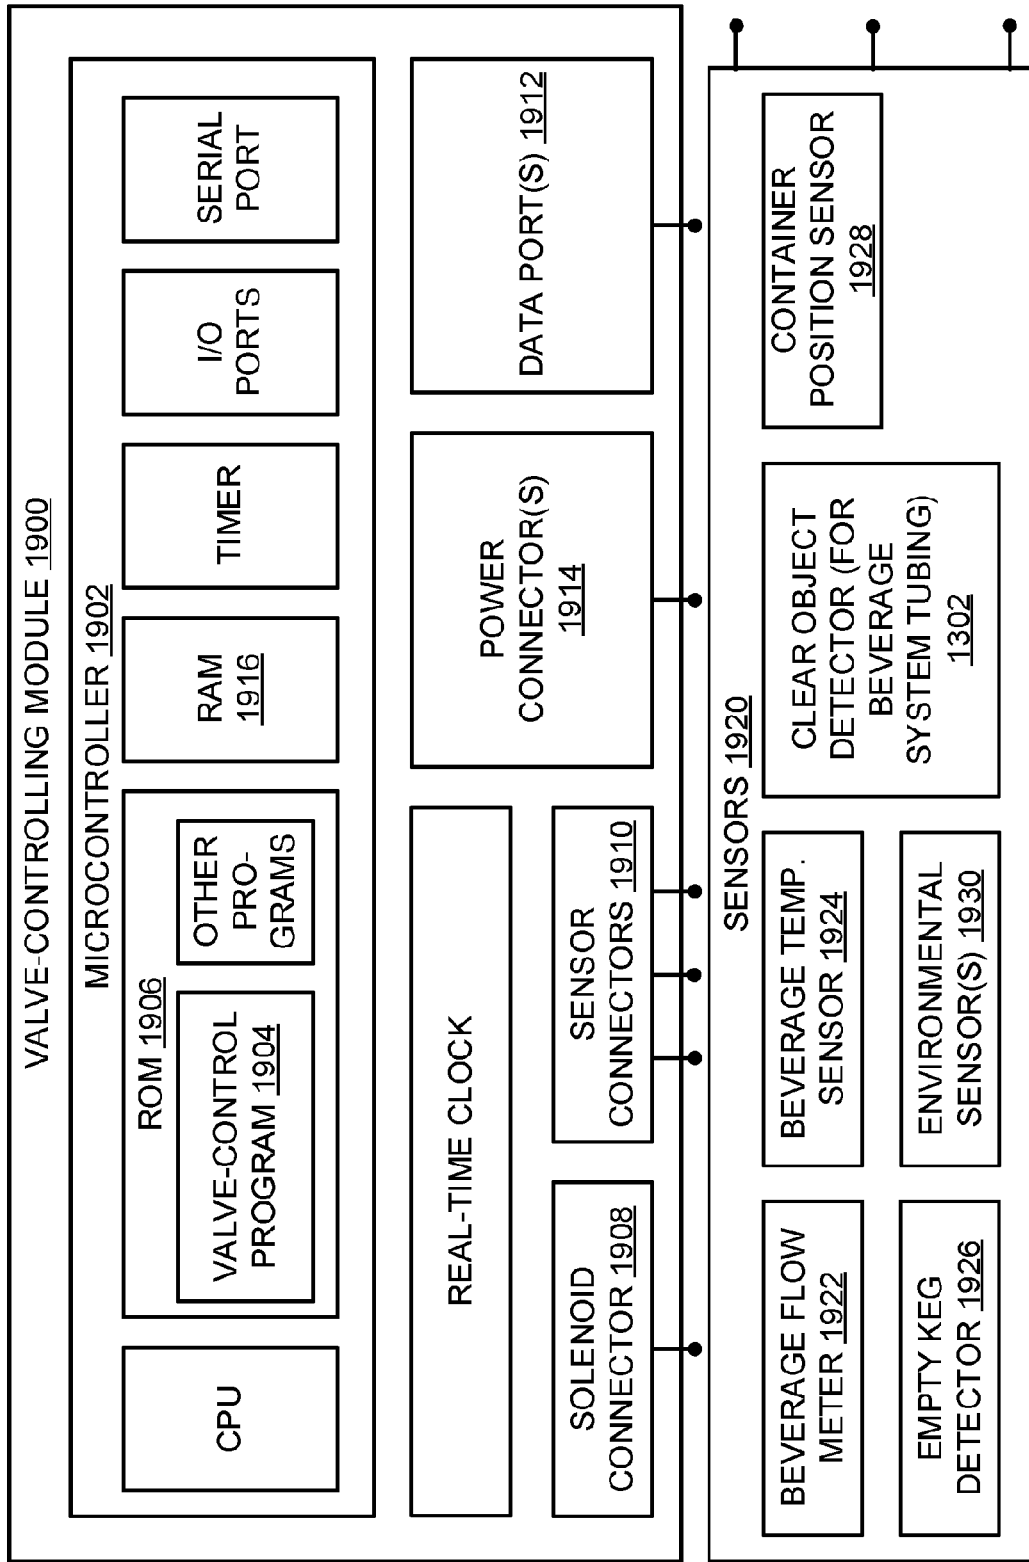 VALVE-CONTROLLING MODULE 1900
MICROCONTROLLER 1902
CPU
ROM 1906
VALVE-CONTROL
PROGRAM 1904
OTHER
PRO-
GRAMS
RAM
1916
TIMER
I/O
PORTS
SERIAL
PORT
REAL-TIME CLOCK
SOLENOID
CONNECTOR 1908
SENSOR
CONNECTORS 1910
POWER
CONNECTOR(S)
1914
DATA PORT(S) 1912
SENSORS 1920
BEVERAGE FLOW
METER 1922
BEVERAGE TEMP.
SENSOR 1924
EMPTY KEG
DETECTOR 1926
ENVIRONMENTAL
SENSOR(S) 1930
CLEAR OBJECT
DETECTOR (FOR
BEVERAGE
SYSTEM TUBING)
1302
CONTAINER
POSITION SENSOR
1928